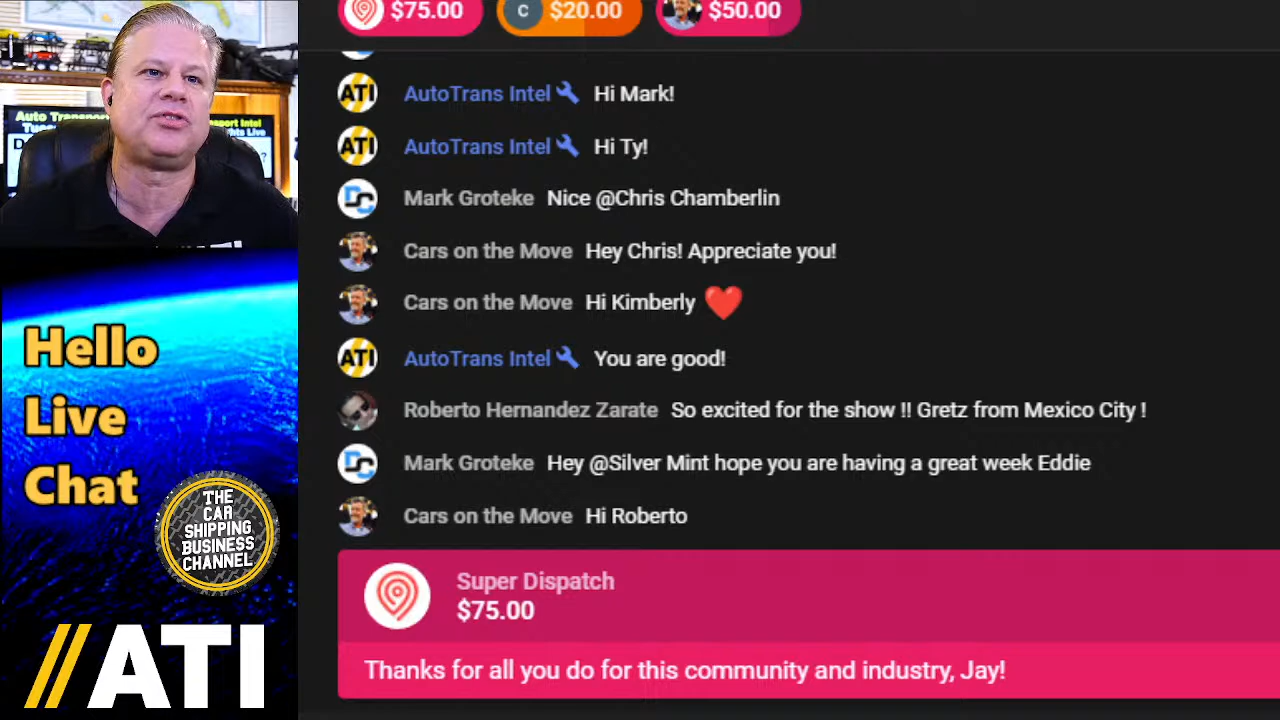 $75.00
C $20.00
$50.00
ATI AutoTrans Intel Hi Mark!
ATI AutoTrans Intel Hi Ty!
DC Mark Groteke Nice @Chris Chamberlin
Cars on the Move Hey Chris! Appreciate you!
Cars on the Move Hi Kimberly
ATI AutoTrans Intel You are good!
Roberto Hernandez Zarate So excited for the show !! Gretz from Mexico City !
DC Mark Groteke Hey @Silver Mint hope you are having a great week Eddie
Cars on the Move Hi Roberto
Super Dispatch
$75.00
Thanks for all you do for this community and industry, Jay!
Auto Transport
Hello
Live
Chat
THE
CAR
SHIPPING
BUSINESS
CHANNEL
//ATI